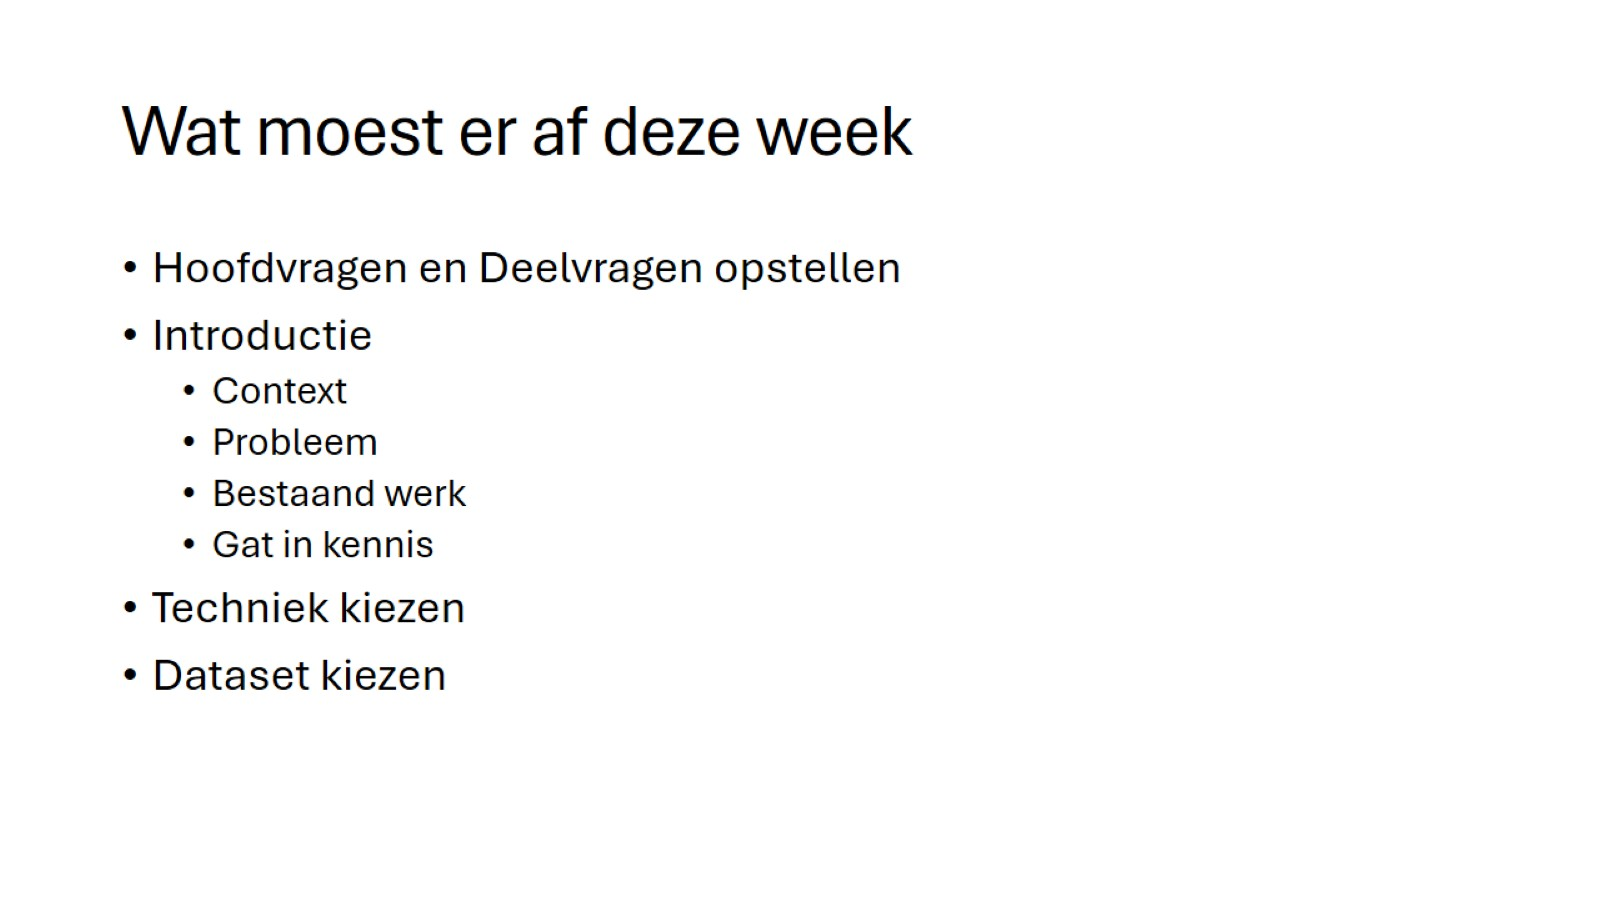 Wat moest er af deze week
• Hoofdvragen en Deelvragen opstellen
• Introductie
• Context
• Probleem
• Bestaand werk
• Gat in kennis
• Techniek kiezen
• Dataset kiezen